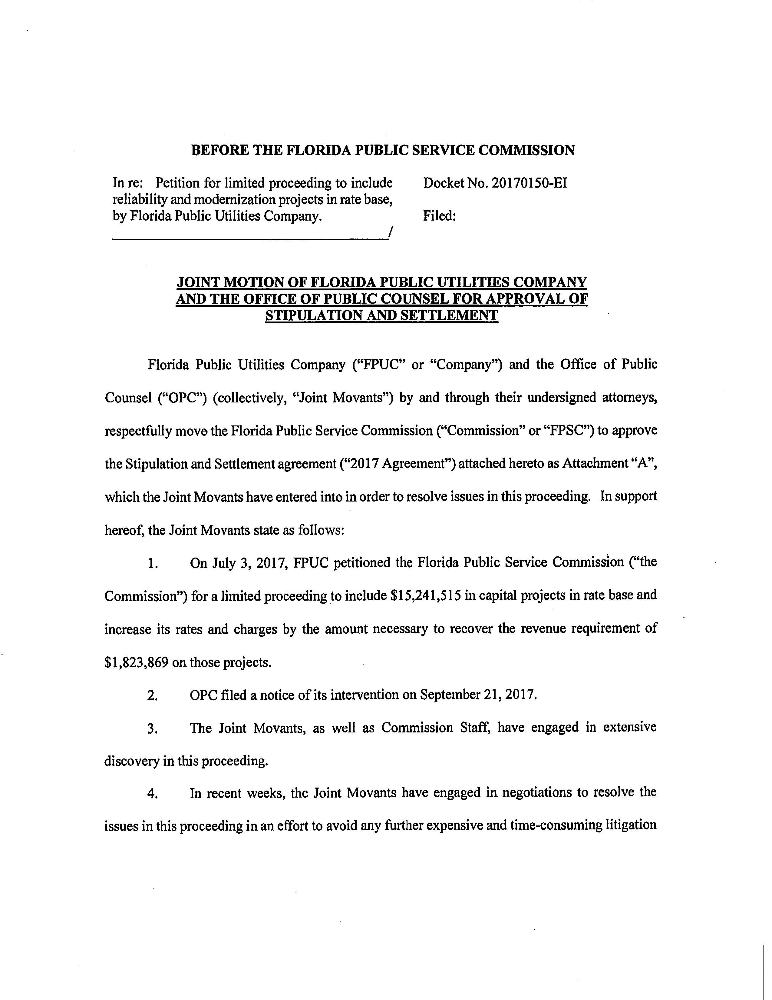 BEFORE THE FLORIDA PUBLIC SERVICE COMMISSION
In re: Petition for limited proceeding to include
reliability and modernization projects in rate base,
by Florida Public Utilities Company.
/
Docket No. 20170150-EI
Filed:
JOINT MOTION OF FLORIDA PUBLIC UTILITIES COMPANY
AND THE OFFICE OF PUBLIC COUNSEL FOR APPROVAL OF
STIPULATION AND SETTLEMENT
Florida Public Utilities Company (“FPUC” or “Company”) and the Office of Public
Counsel (“OPC”) (collectively, “Joint Movants”) by and through their undersigned attorneys,
respectfully move the Florida Public Service Commission (“Commission” or “FPSC”) to approve
the Stipulation and Settlement agreement (“2017 Agreement”) attached hereto as Attachment “A”,
which the Joint Movants have entered into in order to resolve issues in this proceeding. In support
hereof, the Joint Movants state as follows:
1. On July 3, 2017, FPUC petitioned the Florida Public Service Commission (“the
Commission”) for a limited proceeding to include $15,241,515 in capital projects in rate base and
increase its rates and charges by the amount necessary to recover the revenue requirement of
$1,823,869 on those projects.
2. OPC filed a notice of its intervention on September 21, 2017.
3. The Joint Movants, as well as Commission Staff, have engaged in extensive
discovery in this proceeding.
4. In recent weeks, the Joint Movants have engaged in negotiations to resolve the
issues in this proceeding in an effort to avoid any further expensive and time-consuming litigation